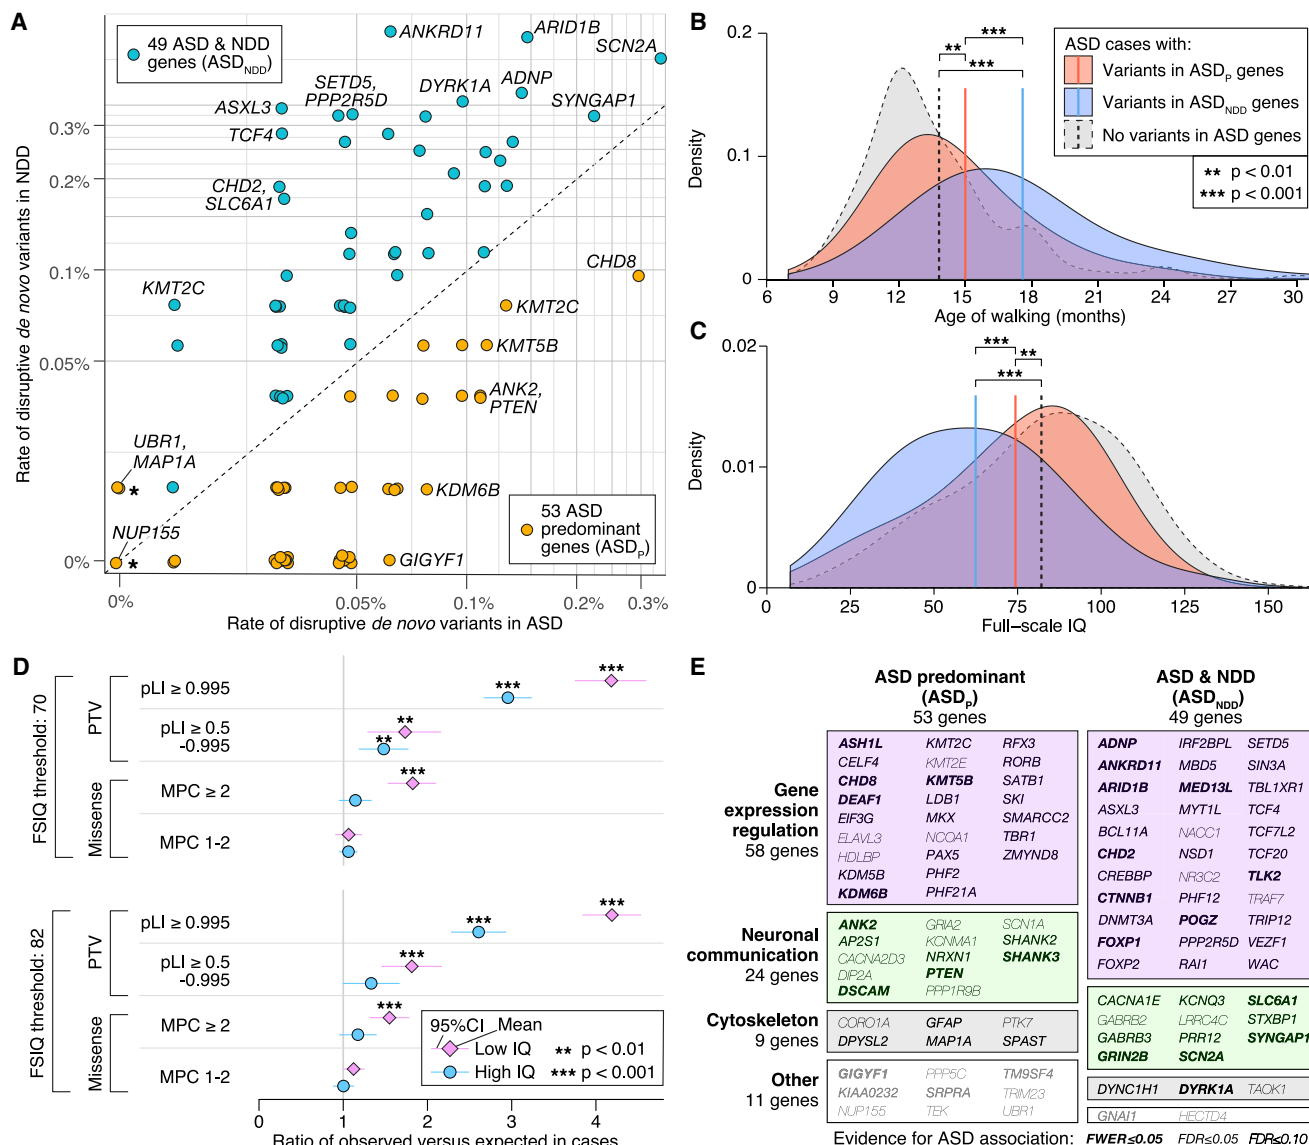 A
49 ASD & NDD
genes (ASD_NDD)
ANKRD11
ARID1B
SCN2A
SETD5,
PPP2R5D
DYRK1A
ADNP
SYNGAP1
ASXL3
TCF4
CHD2,
SLC6A1
CHD8
KMT2C
KMT2C
KMT5B
ANK2,
PTEN
UBR1,
MAP1A
*
KDM6B
NUP155
*
GIGYF1
53 ASD
predominant
genes (ASD_P)
Rate of disruptive de novo variants in NDD
0.3%
0.2%
0.1%
0.05%
0%
0%
0.05%
0.1%
0.2%
0.3%
Rate of disruptive de novo variants in ASD
B
0.2
0.1
0
Density
***
**
***
ASD cases with:
Variants in ASD_P genes
Variants in ASD_NDD genes
No variants in ASD genes
** p < 0.01
*** p < 0.001
6 9 12 15 18 21 24 27 30
Age of walking (months)
C
0.02
0.01
0
Density
***
**
***
0 25 50 75 100 125 150
Full–scale IQ
D
FSIQ threshold: 70
PTV
pLI ≥ 0.995
***
***
pLI ≥ 0.5
-0.995
**
**
Missense
MPC ≥ 2
***
MPC 1-2
FSIQ threshold: 82
PTV
pLI ≥ 0.995
***
***
pLI ≥ 0.5
-0.995
***
Missense
MPC ≥ 2
***
MPC 1-2
95%CI Mean
Low IQ ** p < 0.01
High IQ *** p < 0.001
0 1 2 3 4
Ratio of observed versus expected in cases
E
ASD predominant
(ASD_P)
53 genes
ASD & NDD
(ASD_NDD)
49 genes
Gene
expression
regulation
58 genes
ASH1L KMT2C RFX3
CELF4 KMT2E RORB
CHD8 KMT5B SATB1
DEAF1 LDB1 SKI
EIF3G MKX SMARCC2
ELAVL3 NCOA1 TBR1
HDLBP PAX5 ZMYND8
KDM5B PHF2
KDM6B PHF21A
ADNP IRF2BPL SETD5
ANKRD11 MBD5 SIN3A
ARID1B MED13L TBL1XR1
ASXL3 MYT1L TCF4
BCL11A NACC1 TCF7L2
CHD2 NSD1 TCF20
CREBBP NR3C2 TLK2
CTNNB1 PHF12 TRAF7
DNMT3A POGZ TRIP12
FOXP1 PPP2R5D VEZF1
FOXP2 RAI1 WAC
Neuronal
communication
24 genes
ANK2 GRIA2 SCN1A
AP2S1 KCNMA1 SHANK2
CACNA2D3 NRXN1 SHANK3
DIP2A PTEN
DSCAM PPP1R9B
CACNA1E KCNQ3 SLC6A1
GABRB2 LRRC4C STXBP1
GABRB3 PRR12 SYNGAP1
GRIN2B SCN2A
Cytoskeleton
9 genes
CORO1A GFAP PTK7
DPYSL2 MAP1A SPAST
DYNC1H1 DYRK1A TAOK1
Other
11 genes
GIGYF1 PPP5C TM9SF4
KIAA0232 SRPRA TRIM23
NUP155 TEK UBR1
GNAI1 HECTD4
Evidence for ASD association: FWER≤0.05 FDR≤0.05 FDR≤0.10